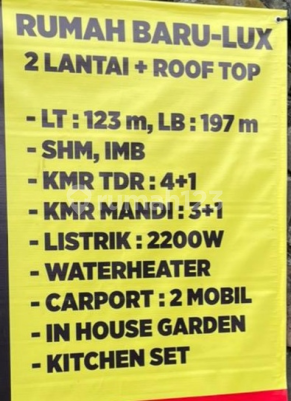 RUMAH BARU-LUX
2 LANTAI + ROOF TOP
- LT : 123 m, LB : 197 m
- SHM, IMB
- KMR TDR : 4+1
rumah123
- KMR MANDI : 3+1
- LISTRIK : 2200W
- WATERHEATER
- CARPORT : 2 MOBIL
- IN HOUSE GARDEN
- KITCHEN SET